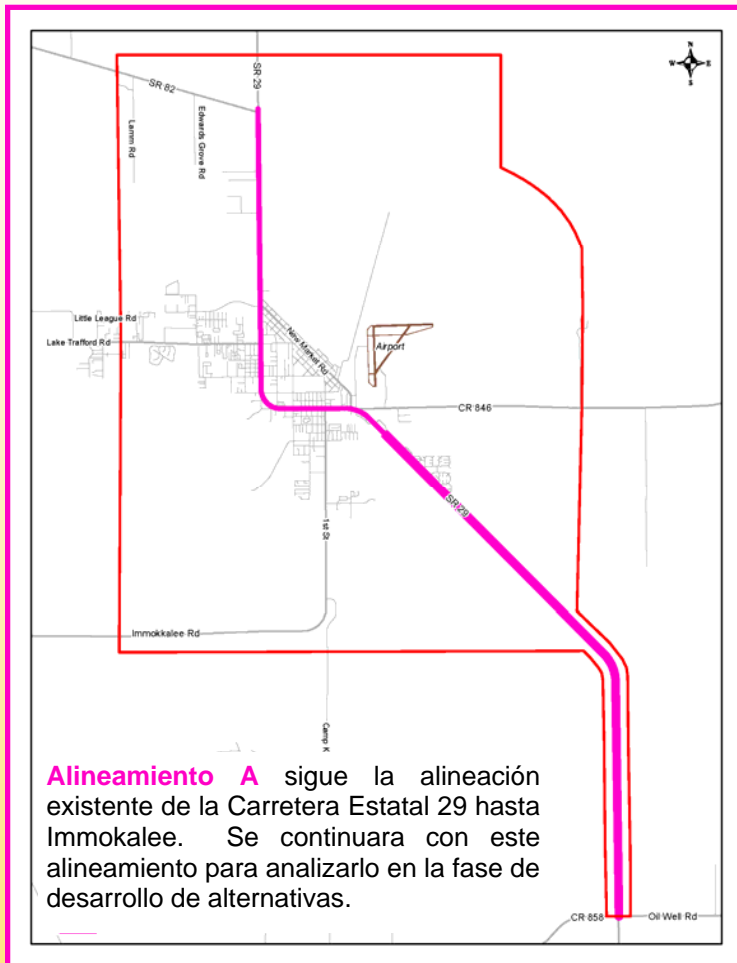 N
W E
S
SR 82
SR 29
Lamm Rd
Edwards Grove Rd
Little League Rd
Lake Trafford Rd
New Market Rd
Airport
CR 846
(SR 29)
1st St
Immokkalee Rd
Camp K
Alineamiento A sigue la alineación
existente de la Carretera Estatal 29 hasta
Immokalee. Se continuara con este
alineamiento para analizarlo en la fase de
desarrollo de alternativas.
CR 858
Oil Well Rd